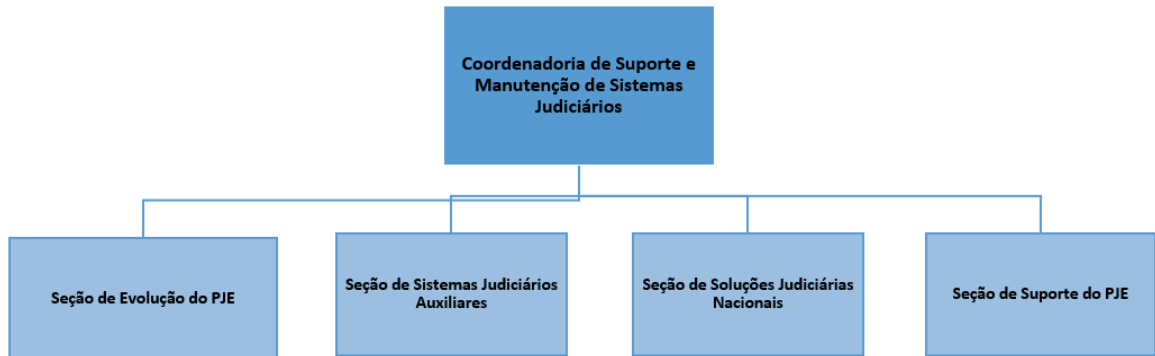 Coordenadoria de Suporte e
Manutenção de Sistemas
Judiciários
Seção de Evolução do PJE
Seção de Sistemas Judiciários
Auxiliares
Seção de Soluções Judiciárias
Nacionais
Seção de Suporte do PJE